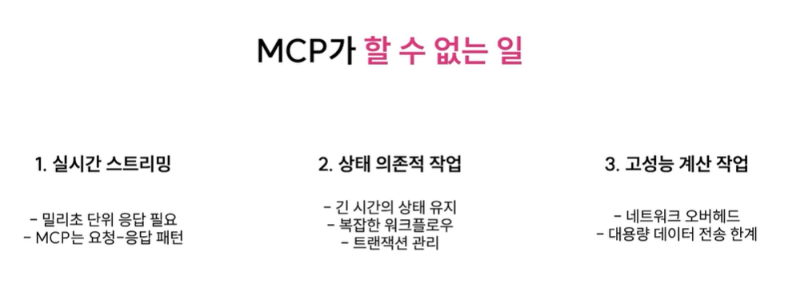 MCP가 할 수 없는 일
1. 실시간 스트리밍
- 밀리초 단위 응답 필요
- MCP는 요청-응답 패턴
2. 상태 의존적 작업
- 긴 시간의 상태 유지
- 복잡한 워크플로우
- 트랜잭션 관리
3. 고성능 계산 작업
- 네트워크 오버헤드
- 대용량 데이터 전송 한계